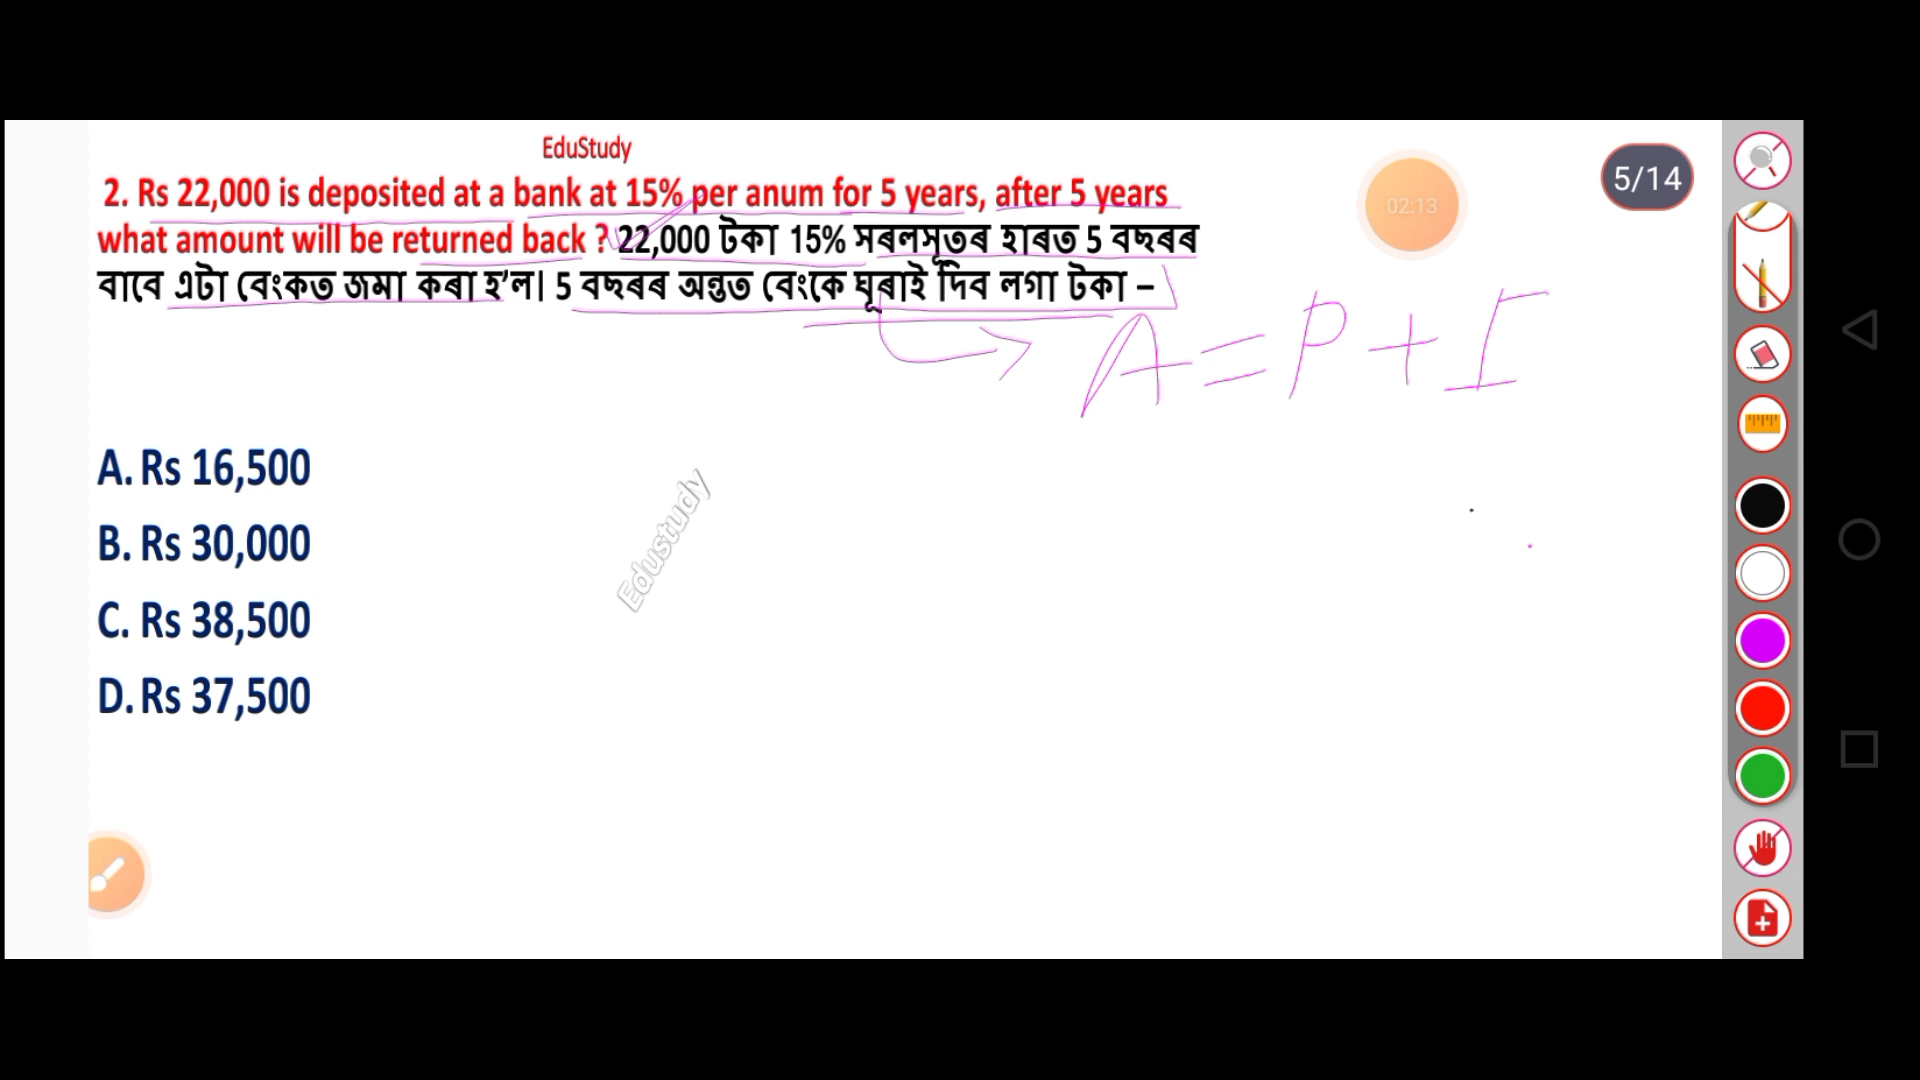 EduStudy
2. Rs 22,000 is deposited at a bank at 15% per anum for 5 years, after 5 years
what amount will be returned back ? 22,000 টকা 15% সৰলসূতৰ হাৰত 5 বছৰৰ
বাবে এটা বেংকত জমা কৰা হ’ল। 5 বছৰৰ অন্তত বেংকে ঘূৰাই দিব লগা টকা –
A = P + I
A. Rs 16,500
B. Rs 30,000
C. Rs 38,500
D. Rs 37,500
Edustudy
02:13
5/14